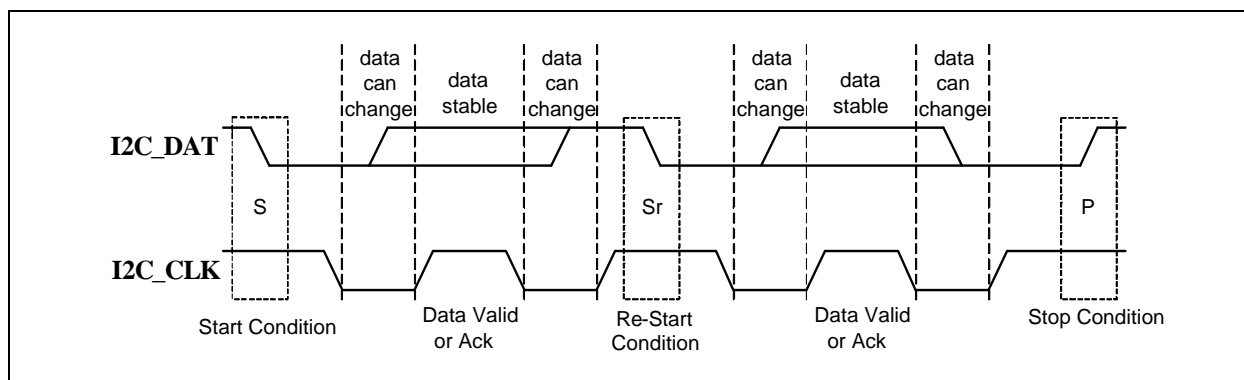 data
can
change
data
stable
data
can
change
data
can
change
data
stable
data
can
change
I2C_DAT
S
Sr
P
I2C_CLK
Start Condition
Data Valid
or Ack
Re-Start
Condition
Data Valid
or Ack
Stop Condition